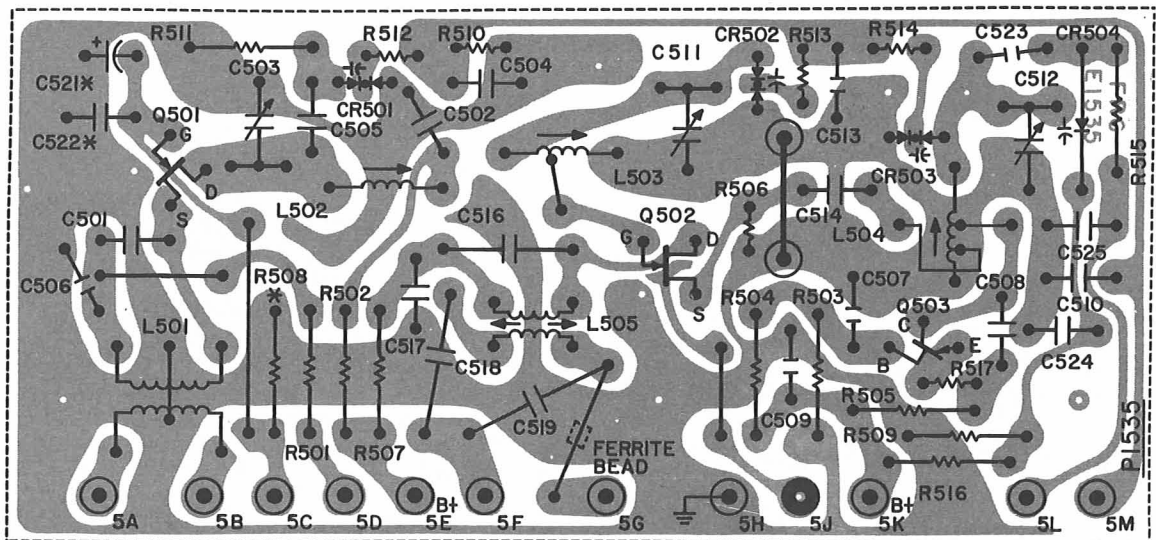 R511 R512 R510 CR502 R513 R514 C523 CR504
C503 C504 C511 C512
C521* Q501 CR501 C502 E1535
C522* G C505 C513 R515
D L503 R506 CR503
S L502 C514
C501 C516 Q502 L504
G D C525
C506 R508 C507 C508
* R502 S R504 R503 Q503 C510
L501 L505 C
C517 B E C524
C518 R517
R505
C509
C519 R509 P1535
R501 R507 FERRITE
BEAD
R516
B+ B+
5A 5B 5C 5D 5E 5F 5G 5H 5J 5K 5L 5M